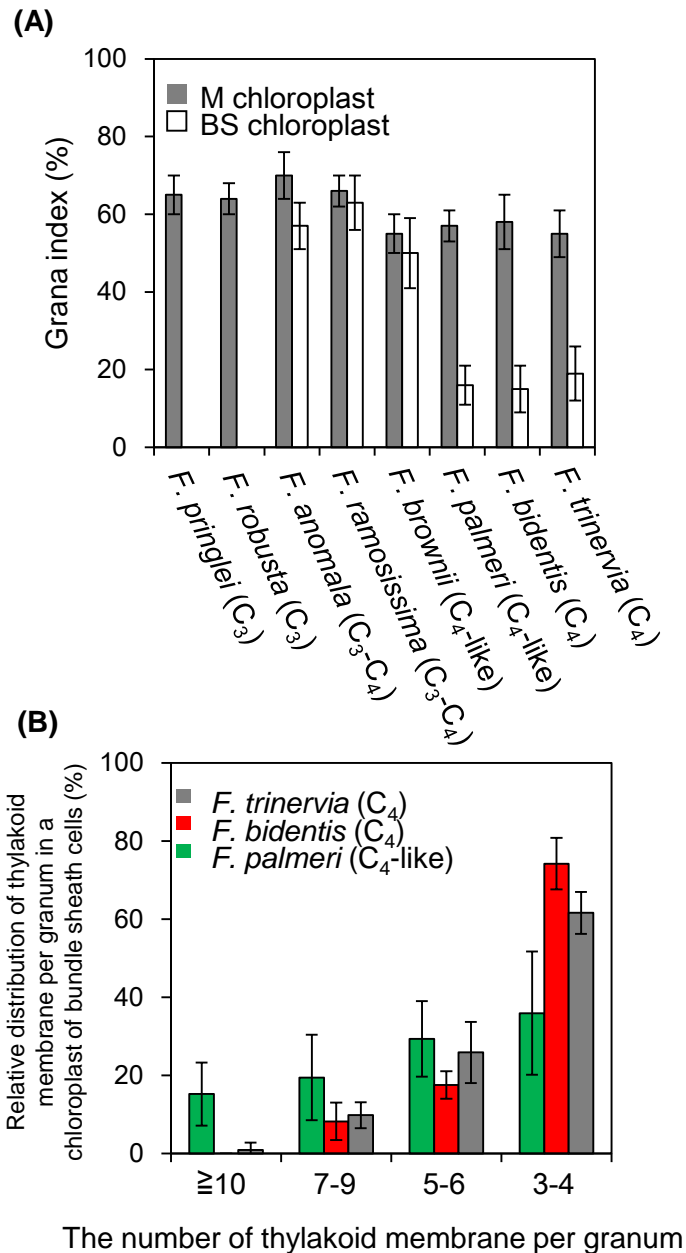 (A)
100
80
60
40
20
0
Grana index (%)
M chloroplast
BS chloroplast
F. pringlei (C₃)
F. robusta (C₃)
F. anomala (C₃-C₄)
F. ramosissima (C₃-C₄)
F. brownii (C₄-like)
F. palmeri (C₄-like)
F. bidentis (C₄)
F. trinervia (C₄)
(B)
100
80
60
40
20
0
Relative distribution of thylakoid
membrane per granum in a
chloroplast of bundle sheath cells (%)
F. trinervia (C₄)
F. bidentis (C₄)
F. palmeri (C₄-like)
≧10 7-9 5-6 3-4
The number of thylakoid membrane per granum